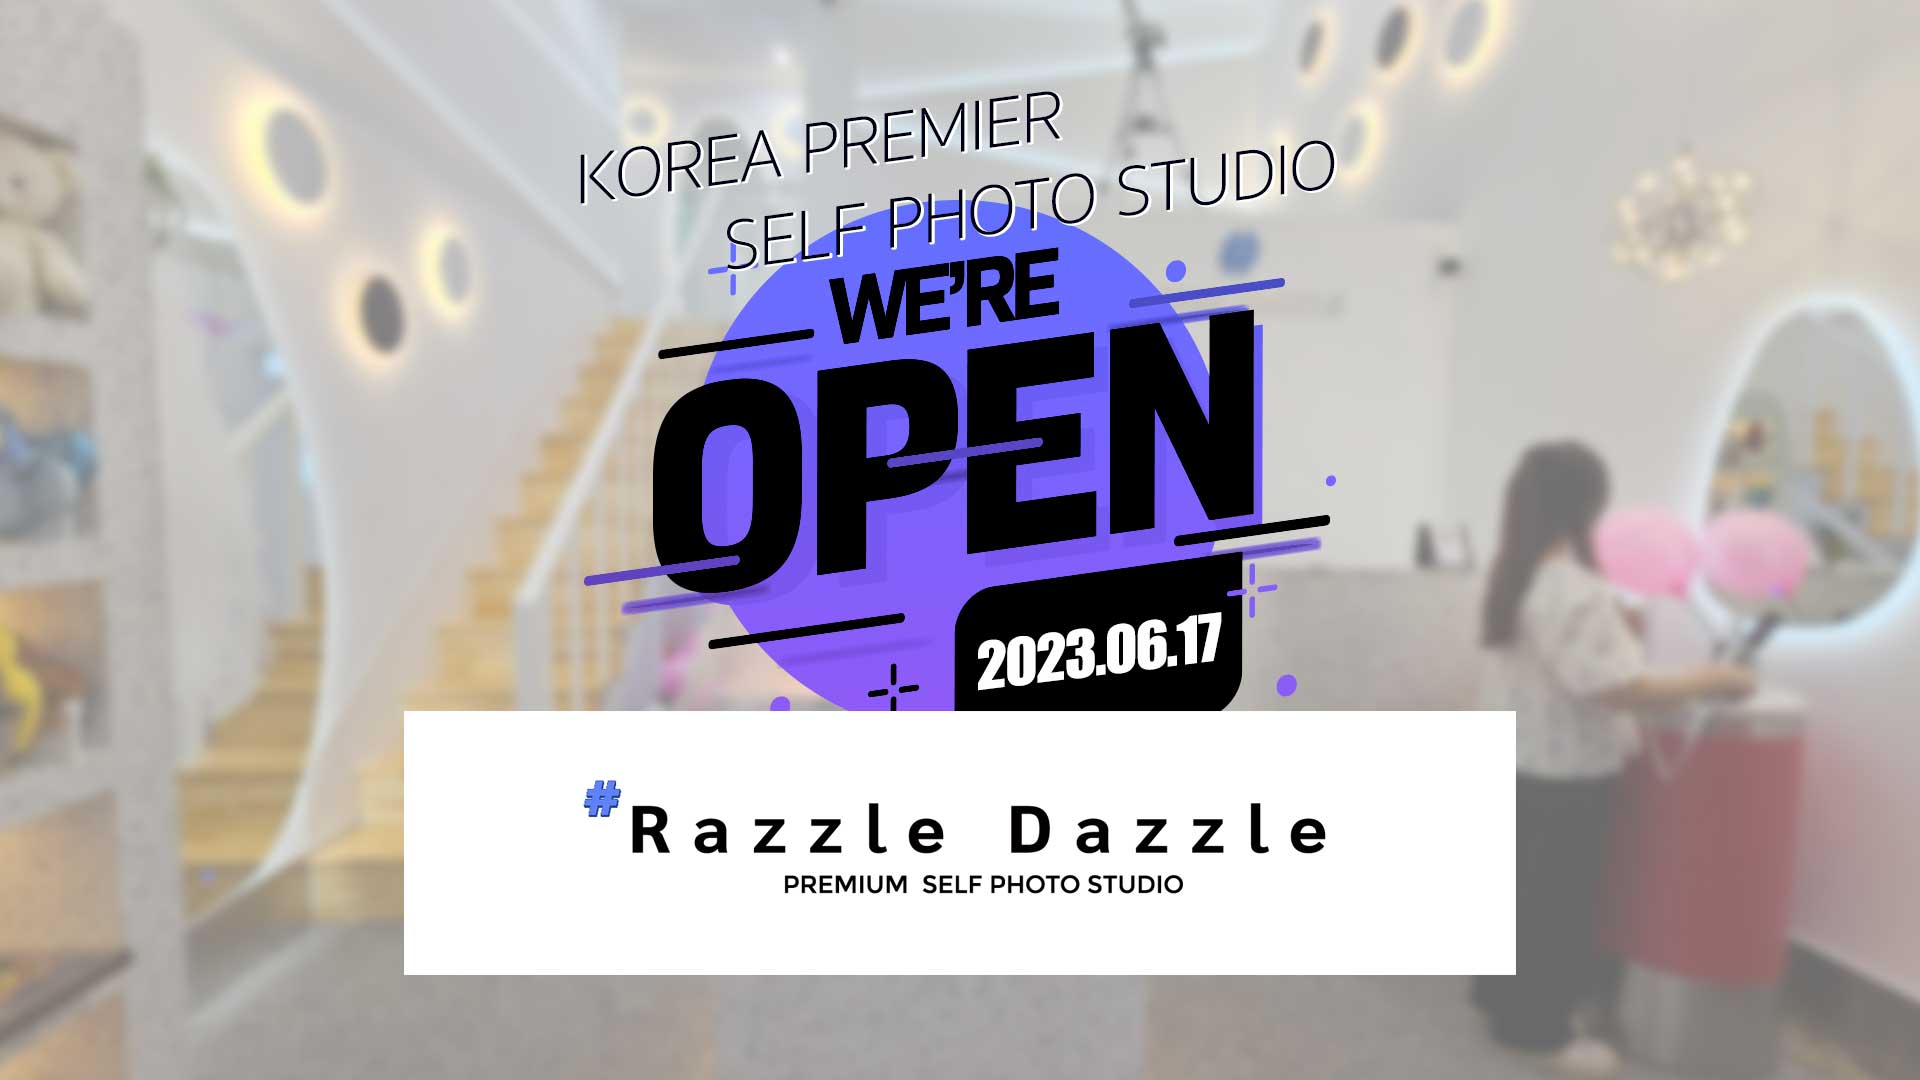 KOREA PREMIER
SELF PHOTO STUDIO
WE'RE
OPEN
2023.06.17
#Razzle Dazzle
PREMIUM SELF PHOTO STUDIO